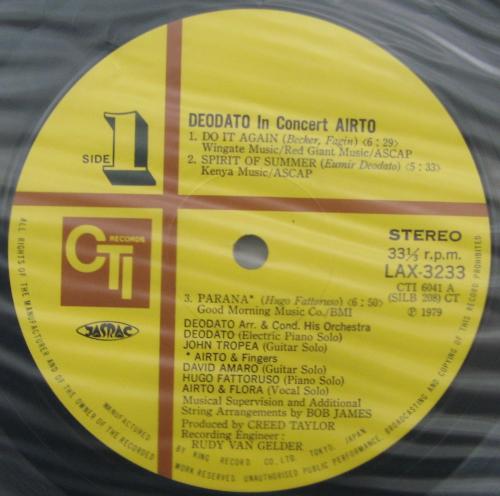 SIDE 1
DEODATO In Concert AIRTO
1. DO IT AGAIN (Becker, Fagin) <6:29>
Wingate Music/Red Giant Music/ASCAP
2. SPIRIT OF SUMMER (Eumir Deodato) <5:33>
Kenya Music/ASCAP
CTI RECORDS
JASRAC
STEREO
33⅓ r.p.m.
LAX-3233
CTI 6041 A
(SILB 208) CT
Ⓟ 1979
3. PARANA* (Hugo Fattoruso) <6:50>
Good Morning Music Co./BMI
DEODATO Arr. & Cond. His Orchestra
DEODATO (Electric Piano Solo)
JOHN TROPEA (Guitar Solo)
* AIRTO & Fingers
DAVID AMARO (Guitar Solo)
HUGO FATTORUSO (Piano Solo)
AIRTO & FLORA (Vocal Solo)
Musical Supervision and Additional
String Arrangements by BOB JAMES
Produced by CREED TAYLOR
Recording Engineer:
RUDY VAN GELDER
ALL RIGHTS OF THE MANUFACTURER AND OF THE OWNER OF THE RECORDED WORK RESERVED. UNAUTHORISED PUBLIC PERFORMANCE, BROADCASTING AND COPYING OF THIS RECORD PROHIBITED
MANUFACTURED BY KING RECORD CO., LTD. TOKYO, JAPAN